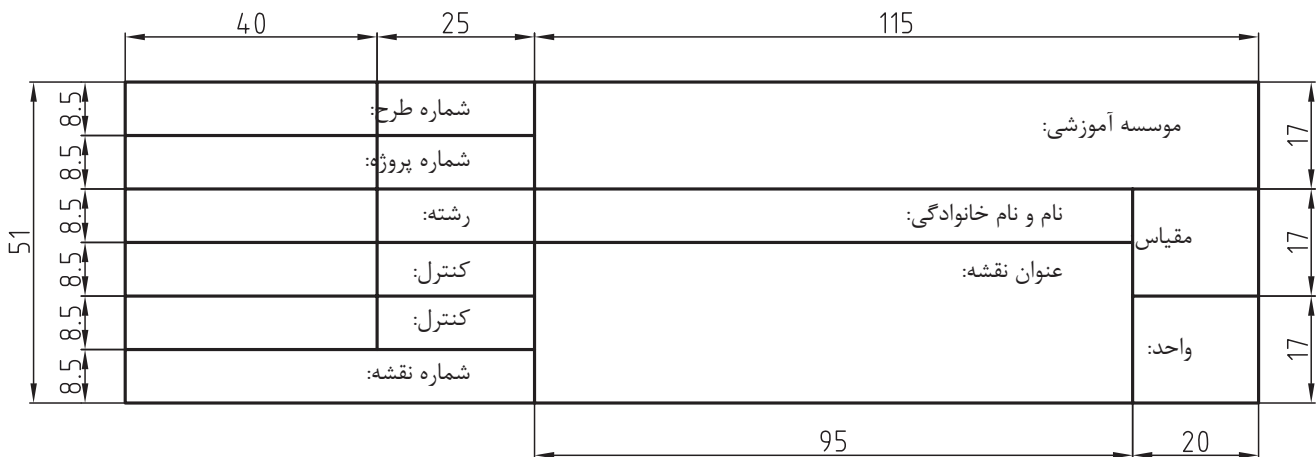 40 25 115
8.5 شماره طرح: موسسه آموزشی: 17
8.5 شماره پروژه:
51 8.5 رشته: نام و نام خانوادگی: مقیاس 17
8.5 کنترل: عنوان نقشه:
8.5 کنترل: واحد: 17
8.5 شماره نقشه:
95 20